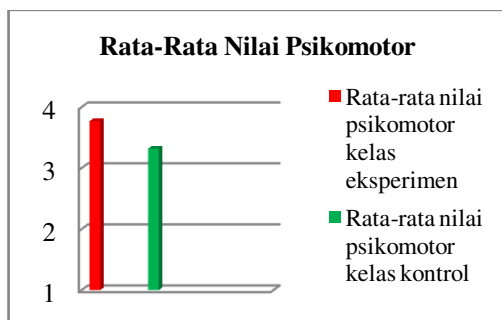 Rata-Rata Nilai Psikomotor
4
3
2
1
Rata-rata nilai
psikomotor
kelas
eksperimen
Rata-rata nilai
psikomotor
kelas kontrol